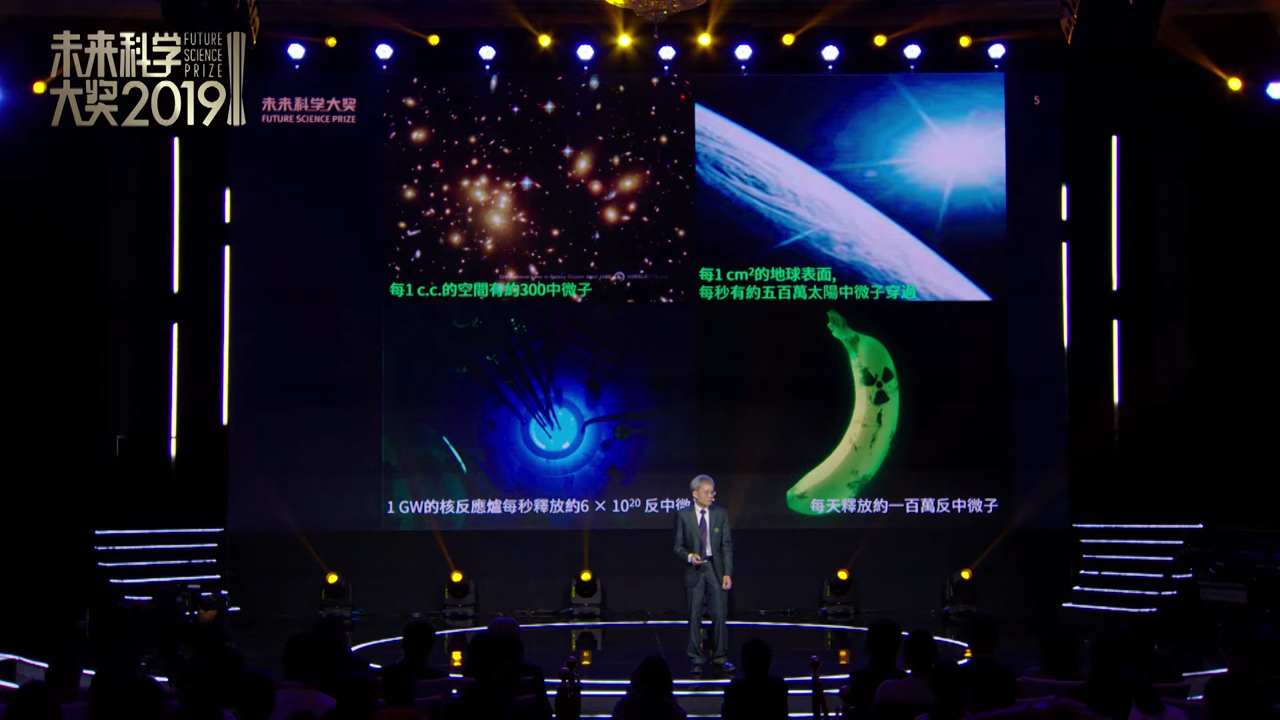 未来科学
大奖2019
FUTURE
SCIENCE
PRIZE
未来科学大奖
FUTURE SCIENCE PRIZE
5
每1 c.c.的空間有約300中微子
每1 cm²的地球表面,
每秒有約五百萬太陽中微子穿過
1 GW的核反應爐每秒釋放約6 × 10²⁰ 反中微
每天釋放約一百萬反中微子